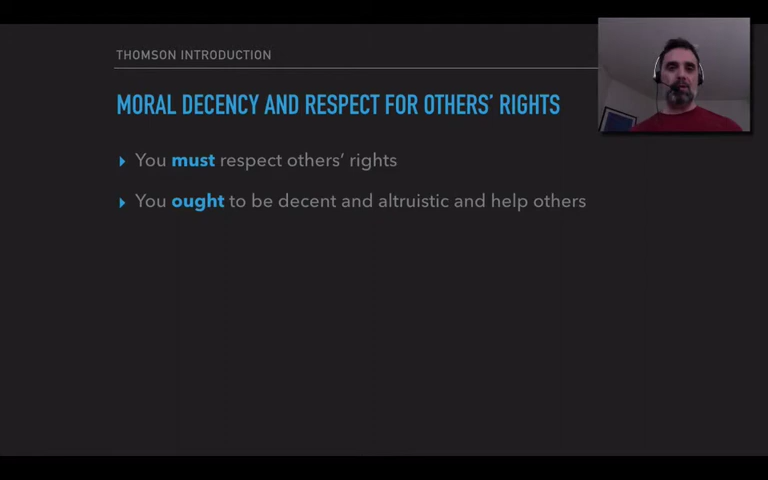 THOMSON INTRODUCTION
MORAL DECENCY AND RESPECT FOR OTHERS' RIGHTS
You must respect others' rights
You ought to be decent and altruistic and help others